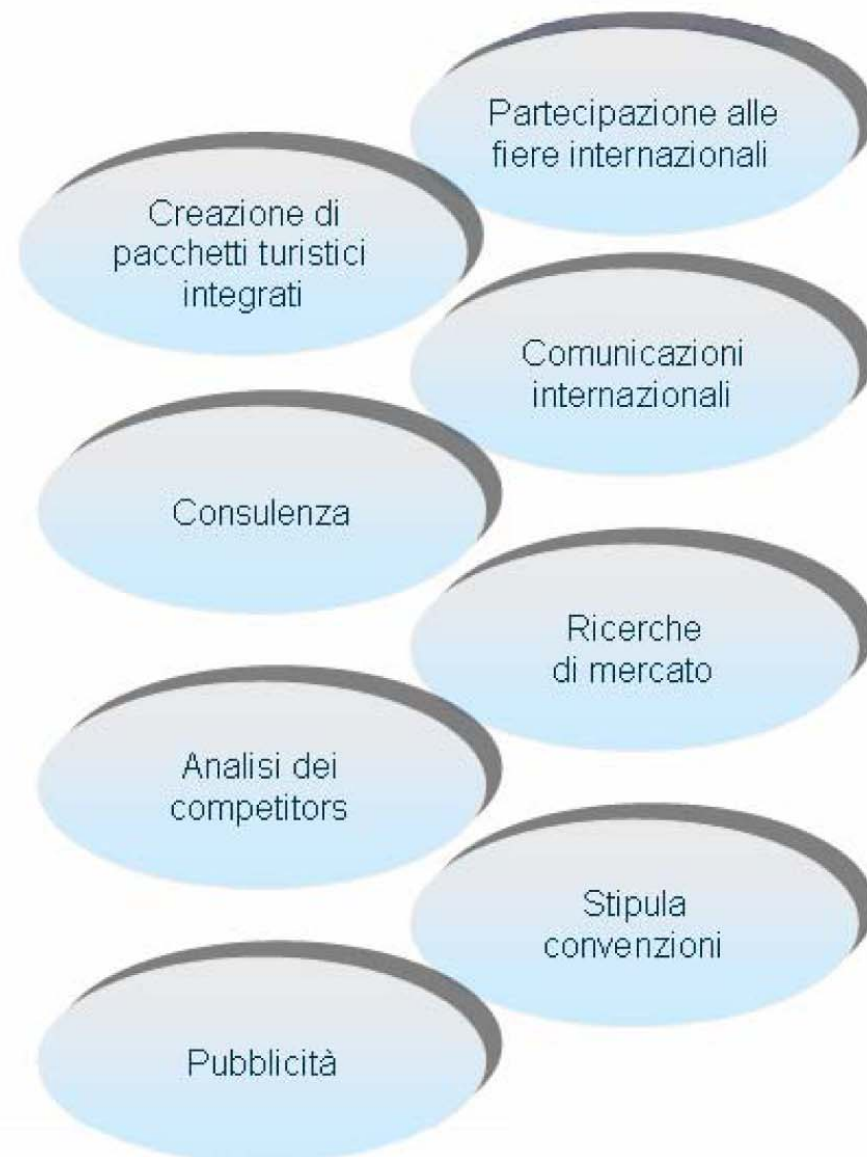 Partecipazione alle
fiere internazionali
Creazione di
pacchetti turistici
integrati
Comunicazioni
internazionali
Consulenza
Ricerche
di mercato
Analisi dei
competitors
Stipula
convenzioni
Pubblicità